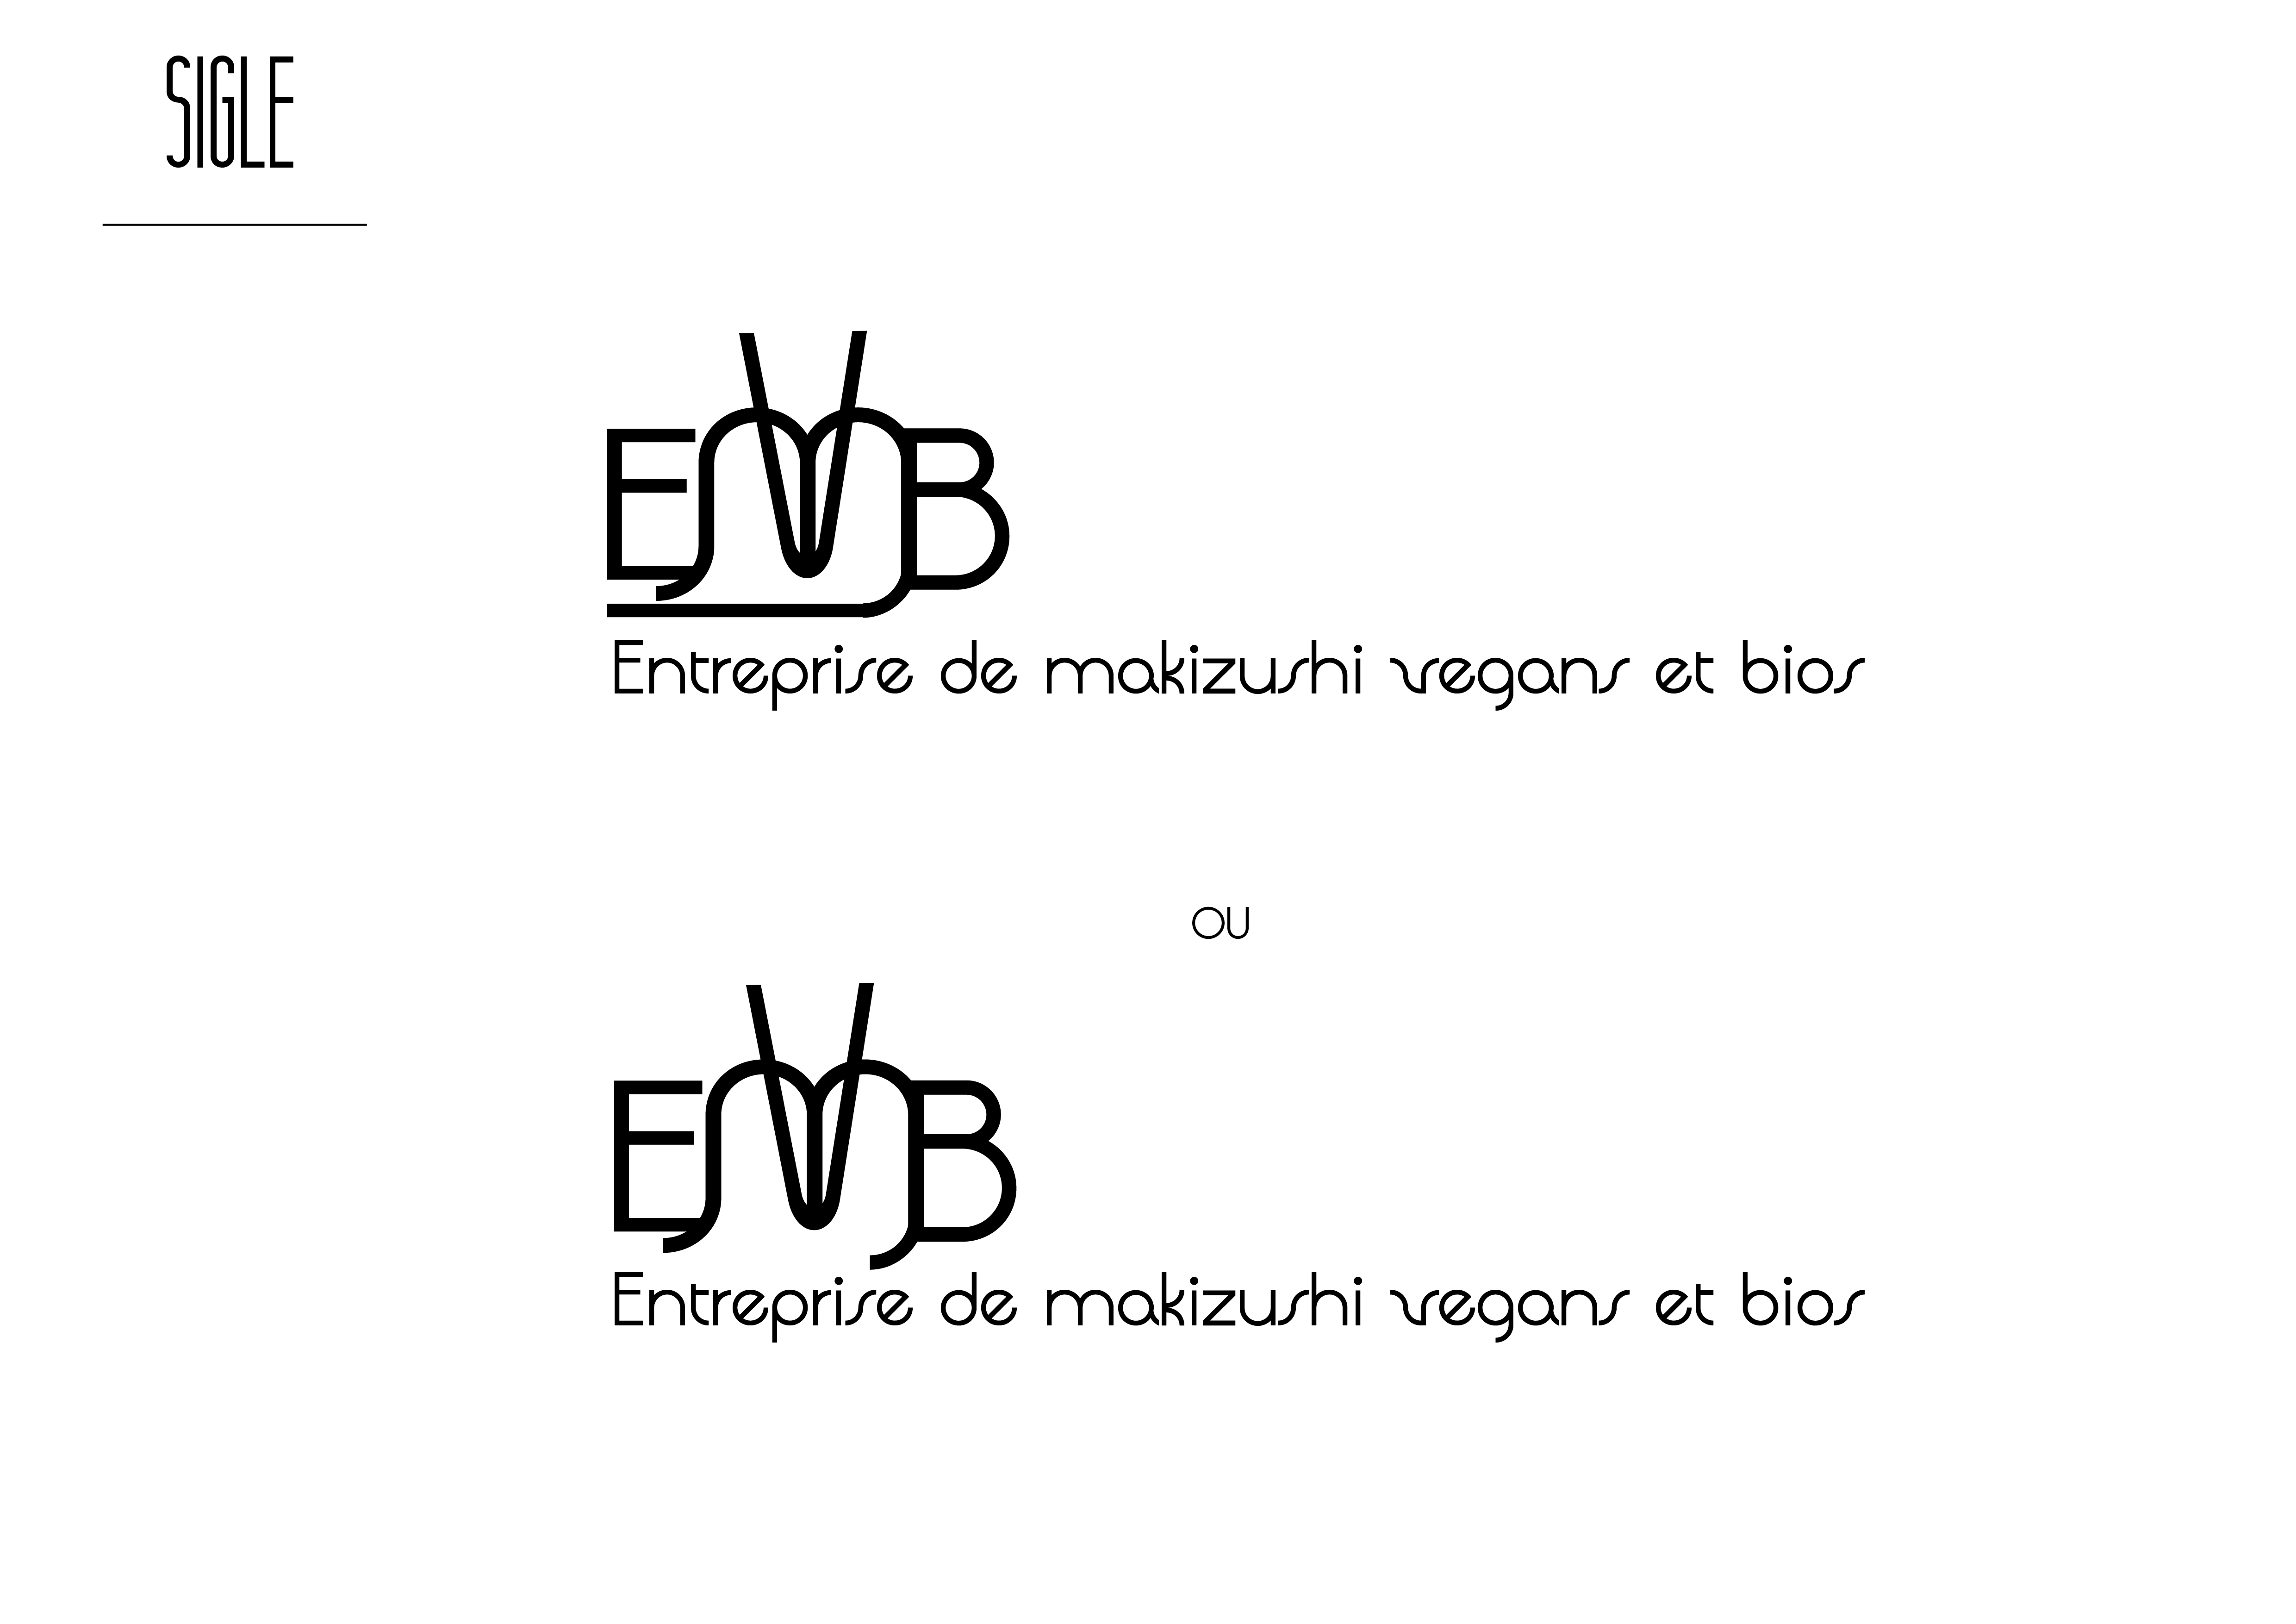 SIGLE
EMVB
Entreprise de makizushi vegans et bios
OU
EMVB
Entreprise de makizushi vegans et bios